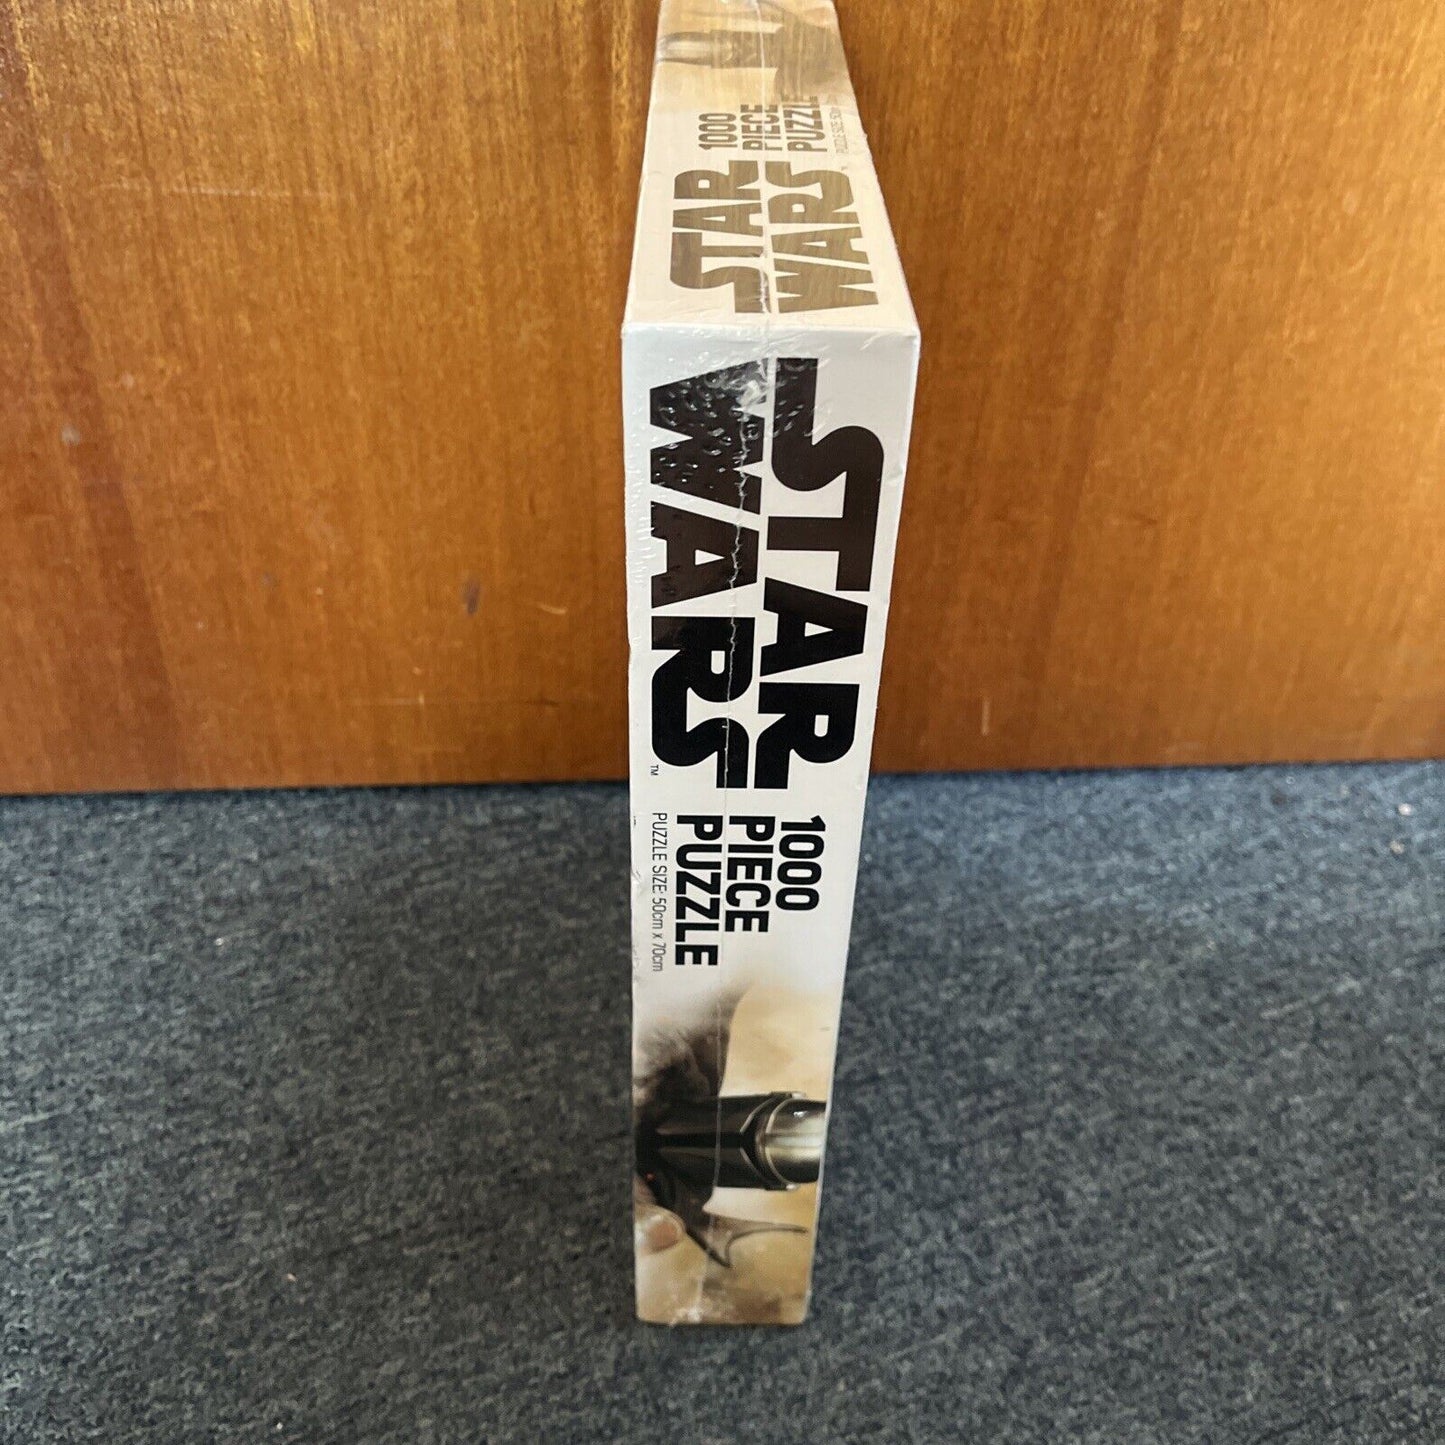 STAR
WARS
1000
PIECE
PUZZLE
STAR
WARS
TM
1000
PIECE
PUZZLE
PUZZLE SIZE: 50cm x 70cm